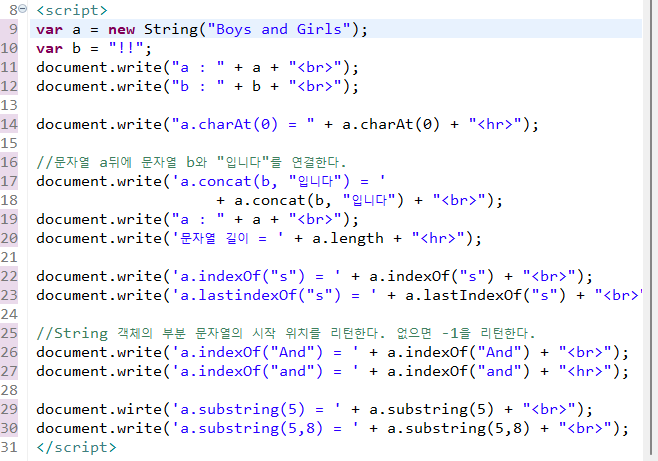 8 <script>
9 var a = new String("Boys and Girls");
10 var b = "!!";
11 document.write("a : " + a + "<br>");
12 document.write("b : " + b + "<br>");
13
14 document.write("a.charAt(0) = " + a.charAt(0) + "<hr>");
15
16 //문자열 a뒤에 문자열 b와 "입니다"를 연결한다.
17 document.write('a.concat(b, "입니다") = '
18 + a.concat(b, "입니다") + "<br>");
19 document.write("a : " + a + "<br>");
20 document.write('문자열 길이 = ' + a.length + "<hr>");
21
22 document.write('a.indexOf("s") = ' + a.indexOf("s") + "<br>");
23 document.write('a.lastindexOf("s") = ' + a.lastIndexOf("s") + "<br>'
24
25 //String 객체의 부분 문자열의 시작 위치를 리턴한다. 없으면 -1을 리턴한다.
26 document.write('a.indexOf("And") = ' + a.indexOf("And") + "<br>");
27 document.write('a.indexOf("and") = ' + a.indexOf("and") + "<hr>");
28
29 document.wirte('a.substring(5) = ' + a.substring(5) + "<br>");
30 document.write('a.substring(5,8) = ' + a.substring(5,8) + "<br>");
31 </script>